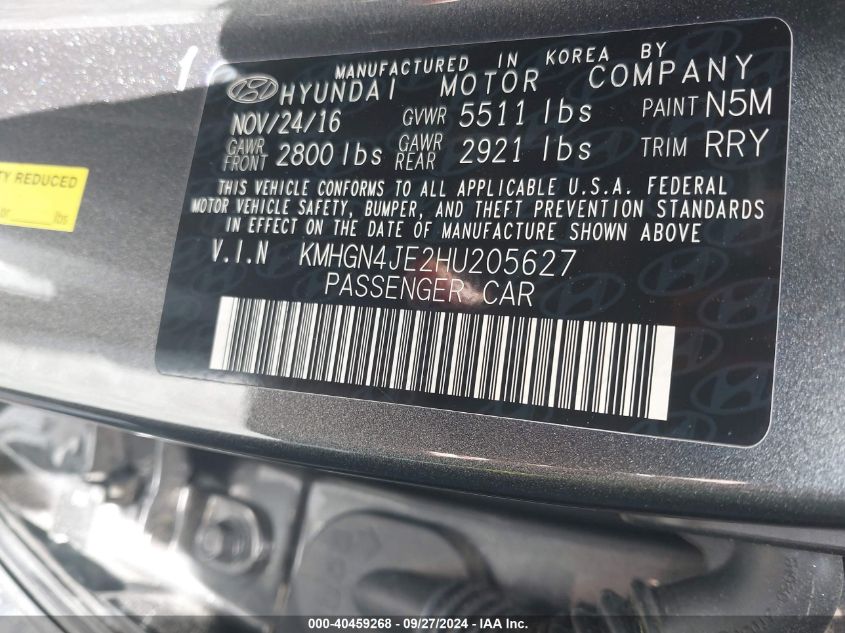 MANUFACTURED IN KOREA BY
HYUNDAI MOTOR COMPANY
NOV/24/16 GVWR 5511 lbs PAINT N5M
GAWR FRONT 2800 lbs GAWR REAR 2921 lbs TRIM RRY
THIS VEHICLE CONFORMS TO ALL APPLICABLE U.S.A. FEDERAL
MOTOR VEHICLE SAFETY, BUMPER, AND THEFT PREVENTION STANDARDS
IN EFFECT ON THE DATE OF MANUFACTURE SHOWN ABOVE
V.I.N KMHGN4JE2HU205627
PASSENGER CAR
REDUCED
or lbs
000-40459268 - 09/27/2024 - IAA Inc.